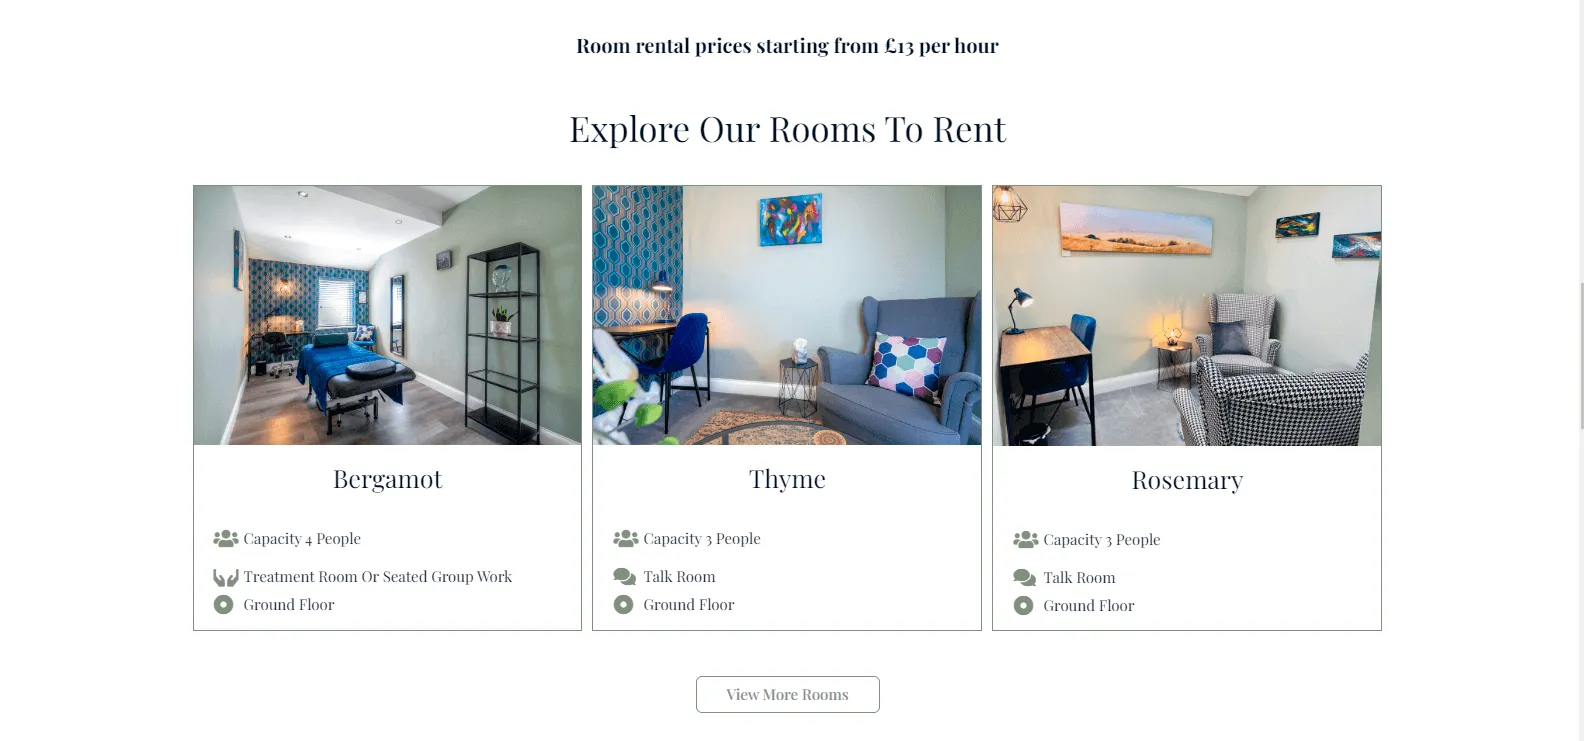 Room rental prices starting from £13 per hour
Explore Our Rooms To Rent
Bergamot
Capacity 4 People
Treatment Room Or Seated Group Work
Ground Floor
Thyme
Capacity 3 People
Talk Room
Ground Floor
Rosemary
Capacity 3 People
Talk Room
Ground Floor
View More Rooms